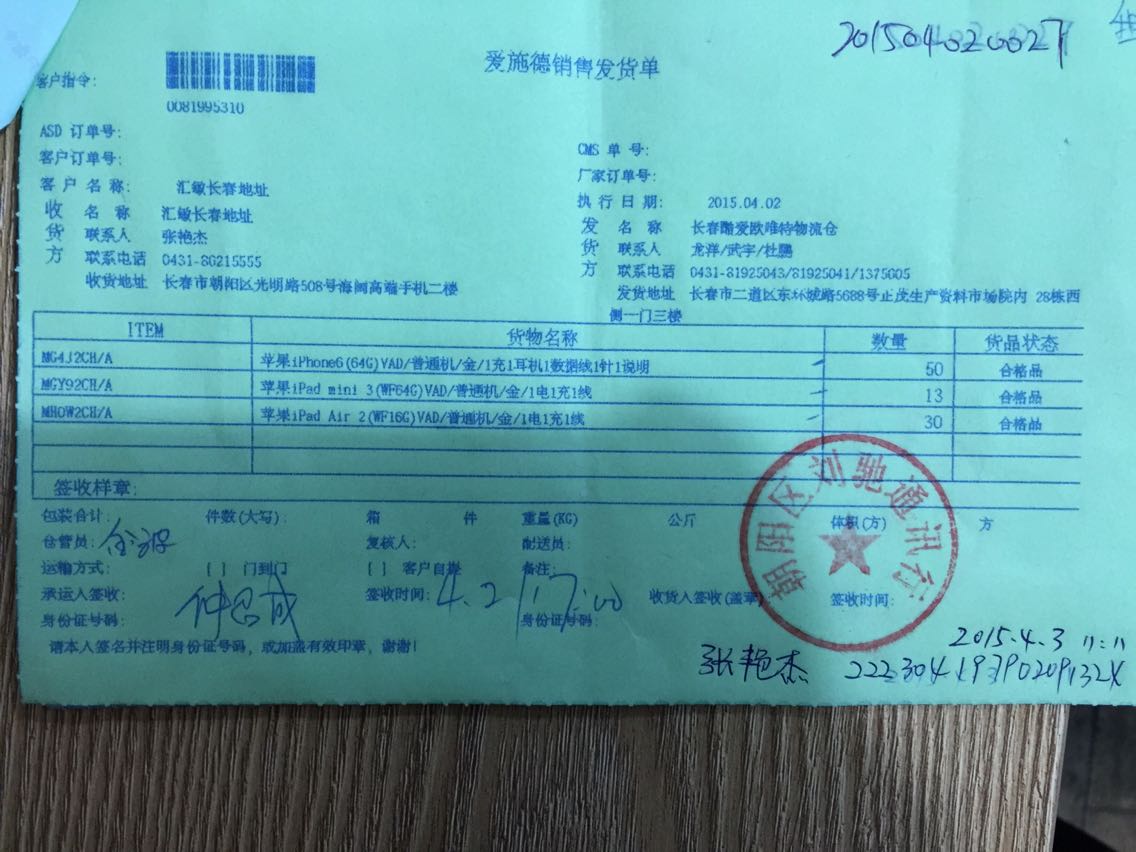 201504020027
爱施德销售发货单
客户指令:
0081995310
ASD 订单号:
CMS 单 号:
客户订单号:
厂家订单号:
客 户 名 称: 汇敏长春地址
执 行 日 期: 2015.04.02
收 名 称 汇敏长春地址
发 名 称 长春酷爱欧唯特物流仓
货 联系人 张艳杰
货 联系人 龙洋/武宇/杜鹏
方 联系电话 0431-80215555
方 联系电话 0431-81925043/81925041/1375005
收货地址 长春市朝阳区光明路508号海阔高端手机二楼
发货地址 长春市二道区东环城路5688号正茂生产资料市场院内 28栋西
侧一门三楼
ITEM 货物名称 数量 货品状态
MG4J2CH/A 苹果iPhone6(64G)VAD/普通机/金/1充1耳机1数据线1针1说明 50 合格品
MGY92CH/A 苹果iPad mini 3(WF64G)VAD/普通机/金/1电1充1线 13 合格品
MH0W2CH/A 苹果iPad Air 2(WF16G)VAD/普通机/金/1电1充1线 30 合格品
签收样章:
朝阳区刘驰通讯行
包装合计: 件数(大写): 箱 件 重量(KG) 公斤 体积(方) 方
仓管员: 复核人: 配送员:
运输方式: [ ] 门到门 [ ] 客户自提 备注:
承运人签收: 签收时间: 4.2 17:00 收货人签收(盖章) 签收时间:
身份证号码: 身份证号码:
请本人签名并注明身份证号码, 或加盖有效印章, 谢谢!
2015.4.3 11:11
张艳杰 22230419790209132X